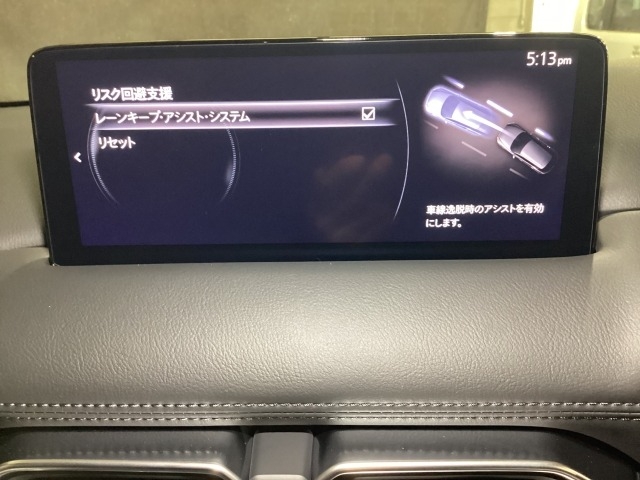 5:13pm
リスク回避支援
レーンキープ・アシスト・システム
リセット
車線逸脱時のアシストを有効
にします。